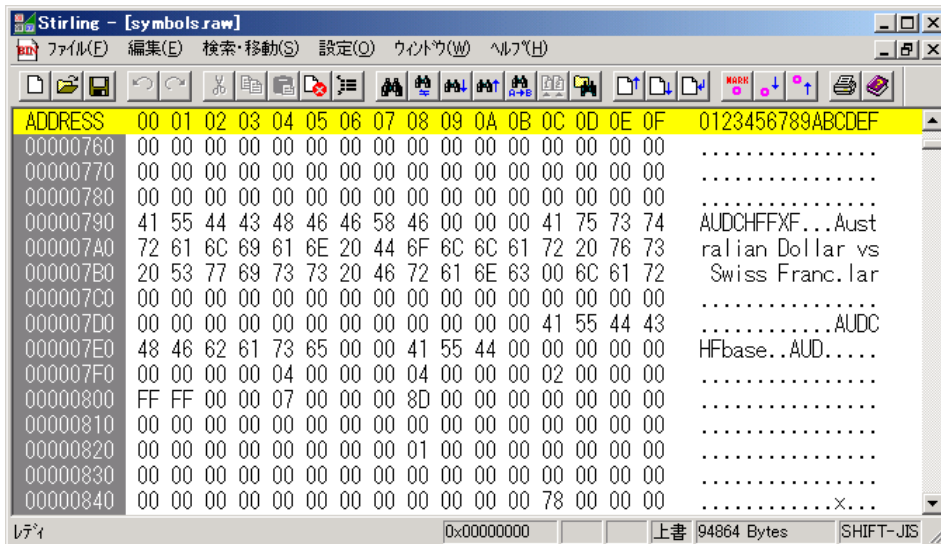 Stirling - [symbols.raw]
ﾌｧｲﾙ(F) 編集(E) 検索・移動(S) 設定(O) ｳｨﾝﾄﾞｳ(W) ﾍﾙﾌﾟ(H)
MARK
A→B
ADDRESS 00 01 02 03 04 05 06 07 08 09 0A 0B 0C 0D 0E 0F 0123456789ABCDEF
00000760 00 00 00 00 00 00 00 00 00 00 00 00 00 00 00 00 ................
00000770 00 00 00 00 00 00 00 00 00 00 00 00 00 00 00 00 ................
00000780 00 00 00 00 00 00 00 00 00 00 00 00 00 00 00 00 ................
00000790 41 55 44 43 48 46 46 58 46 00 00 00 41 75 73 74 AUDCHFFXF...Aust
000007A0 72 61 6C 69 61 6E 20 44 6F 6C 6C 61 72 20 76 73 ralian Dollar vs
000007B0 20 53 77 69 73 73 20 46 72 61 6E 63 00 6C 61 72 Swiss Franc.lar
000007C0 00 00 00 00 00 00 00 00 00 00 00 00 00 00 00 00 ................
000007D0 00 00 00 00 00 00 00 00 00 00 00 00 41 55 44 43 ............AUDC
000007E0 48 46 62 61 73 65 00 00 41 55 44 00 00 00 00 00 HFbase..AUD.....
000007F0 00 00 00 00 04 00 00 00 04 00 00 00 02 00 00 00 ................
00000800 FF FF 00 00 07 00 00 00 8D 00 00 00 00 00 00 00 ................
00000810 00 00 00 00 00 00 00 00 00 00 00 00 00 00 00 00 ................
00000820 00 00 00 00 00 00 00 00 01 00 00 00 00 00 00 00 ................
00000830 00 00 00 00 00 00 00 00 00 00 00 00 00 00 00 00 ................
00000840 00 00 00 00 00 00 00 00 00 00 00 00 78 00 00 00 ............x...
ﾚﾃﾞｨ 0x00000000 上書 94864 Bytes SHIFT-JIS